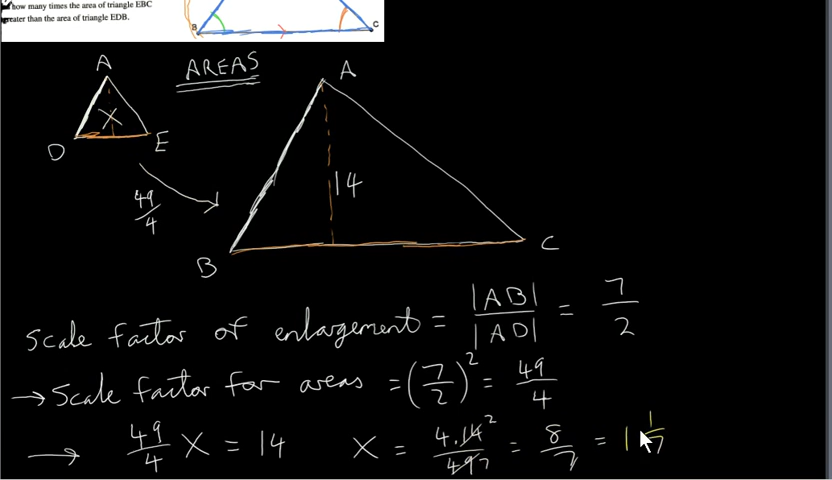 how many times the area of triangle EBC
greater than the area of triangle EDB.
B C
A AREAS A
X
D E
49/4
14
B C
Scale factor of enlargement = |AB|/|AD| = 7/2
→ Scale factor for areas = (7/2)² = 49/4
→ 49/4 X = 14 X = 4.14²/497 = 8/7 = 1 1/7